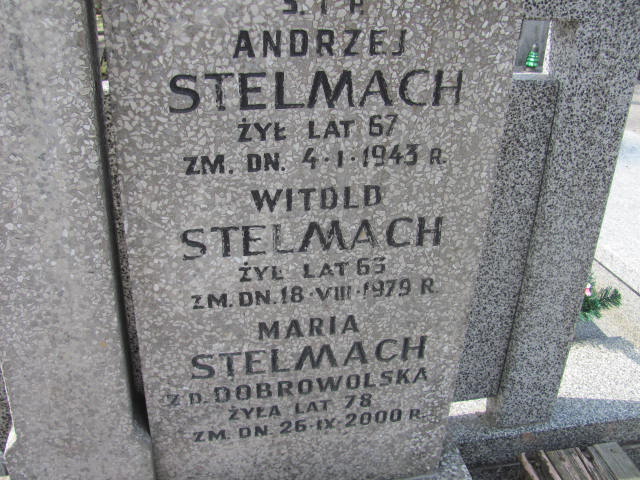 Ś.†P.
ANDRZEJ
STELMACH
ŻYŁ LAT 67
ZM. DN. 4·I·1943 R.
WITOLD
STELMACH
ŻYŁ LAT 63
ZM. DN. 18·VIII·1979 R.
MARIA
STELMACH
Z D. DOBROWOLSKA
ŻYŁA LAT 78
ZM. DN. 26·IX·2000 R.